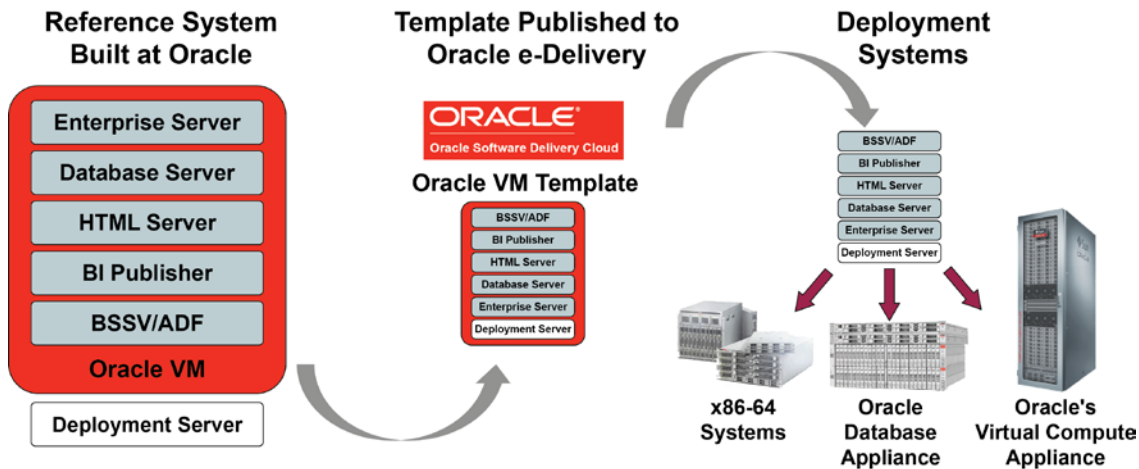 Reference System
Built at Oracle
Enterprise Server
Database Server
HTML Server
BI Publisher
BSSV/ADF
Oracle VM
Deployment Server
Template Published to
Oracle e-Delivery
ORACLE®
Oracle Software Delivery Cloud
Oracle VM Template
BSSV/ADF
BI Publisher
HTML Server
Database Server
Enterprise Server
Deployment Server
Deployment
Systems
BSSV/ADF
BI Publisher
HTML Server
Database Server
Enterprise Server
Deployment Server
x86-64
Systems
Oracle
Database
Appliance
Oracle's
Virtual Compute
Appliance